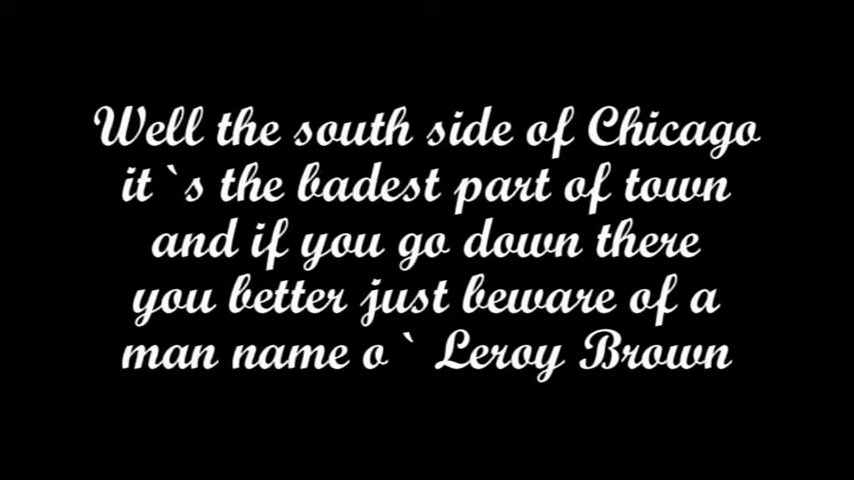 Well the south side of Chicago
it`s the badest part of town
and if you go down there
you better just beware of a
man name o` Leroy Brown